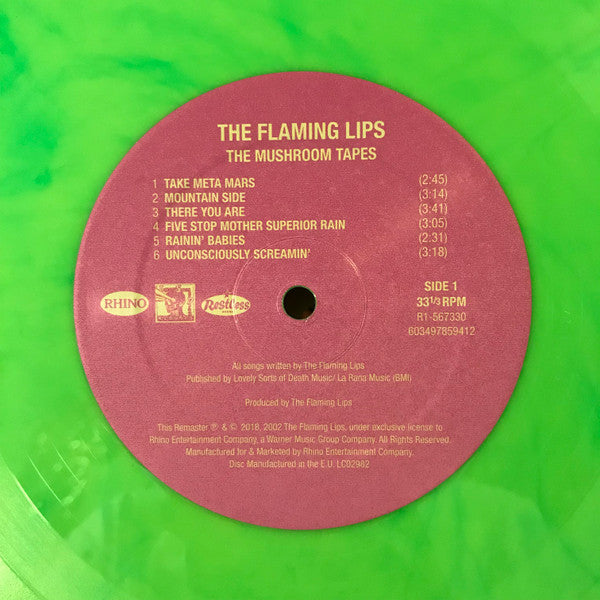 THE FLAMING LIPS
THE MUSHROOM TAPES
1 TAKE META MARS (2:45)
2 MOUNTAIN SIDE (3:14)
3 THERE YOU ARE (3:41)
4 FIVE STOP MOTHER SUPERIOR RAIN (3:05)
5 RAININ' BABIES (2:31)
6 UNCONSCIOUSLY SCREAMIN' (3:18)
RHINO
Restless
SIDE 1
33 1/3 RPM
R1-567330
603497859412
All songs written by The Flaming Lips
Published by Lovely Sorts of Death Music/ La Rana Music (BMI)
Produced by The Flaming Lips
This Remaster ℗ & © 2018, 2002 The Flaming Lips, under exclusive license to
Rhino Entertainment Company, a Warner Music Group Company. All Rights Reserved.
Manufactured for & Marketed by Rhino Entertainment Company.
Disc Manufactured in the E.U. LC02982